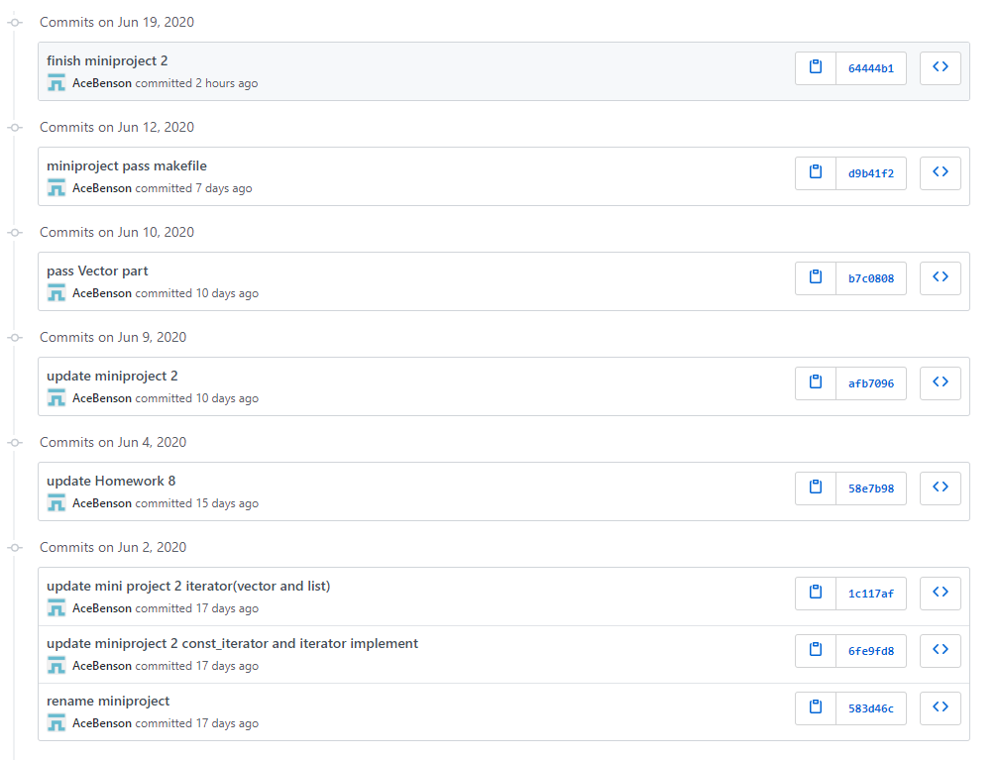 Commits on Jun 19, 2020
finish miniproject 2
64444b1
AceBenson committed 2 hours ago
Commits on Jun 12, 2020
miniproject pass makefile
d9b41f2
AceBenson committed 7 days ago
Commits on Jun 10, 2020
pass Vector part
b7c0808
AceBenson committed 10 days ago
Commits on Jun 9, 2020
update miniproject 2
afb7096
AceBenson committed 10 days ago
Commits on Jun 4, 2020
update Homework 8
58e7b98
AceBenson committed 15 days ago
Commits on Jun 2, 2020
update mini project 2 iterator(vector and list)
1c117af
AceBenson committed 17 days ago
update miniproject 2 const_iterator and iterator implement
6fe9fd8
AceBenson committed 17 days ago
rename miniproject
583d46c
AceBenson committed 17 days ago